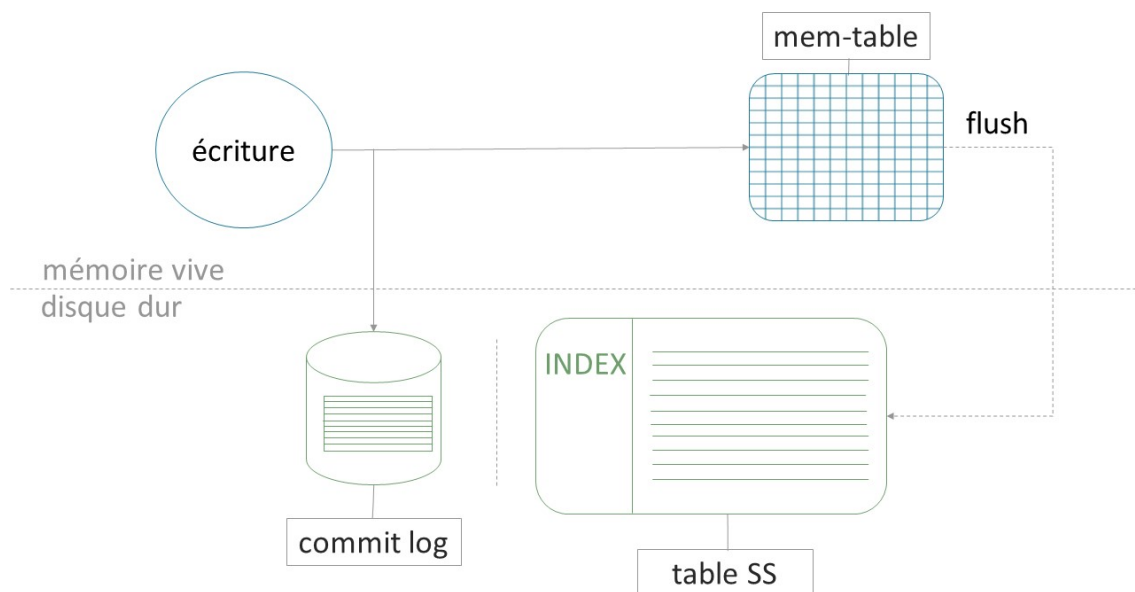 mem-table
flush
écriture
mémoire vive
disque dur
INDEX
commit log
table SS